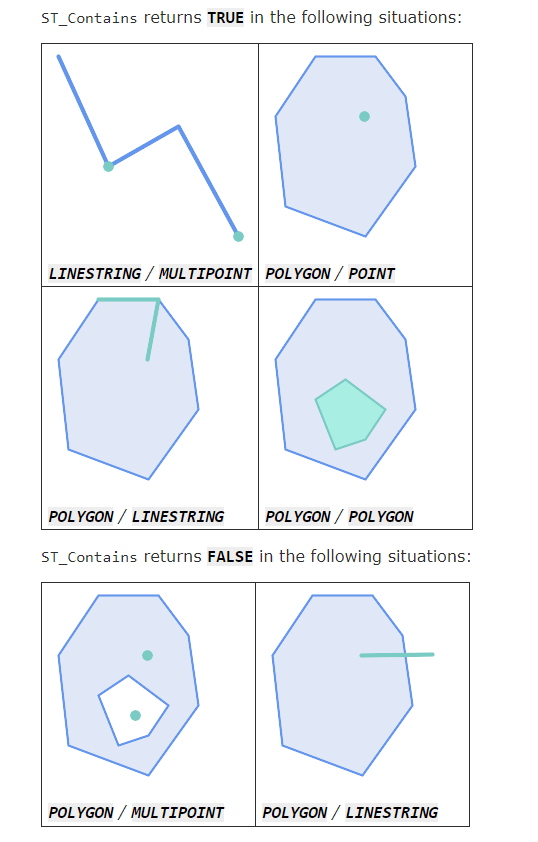 ST_Contains returns TRUE in the following situations:
LINESTRING / MULTIPOINT
POLYGON / POINT
POLYGON / LINESTRING
POLYGON / POLYGON
ST_Contains returns FALSE in the following situations:
POLYGON / MULTIPOINT
POLYGON / LINESTRING